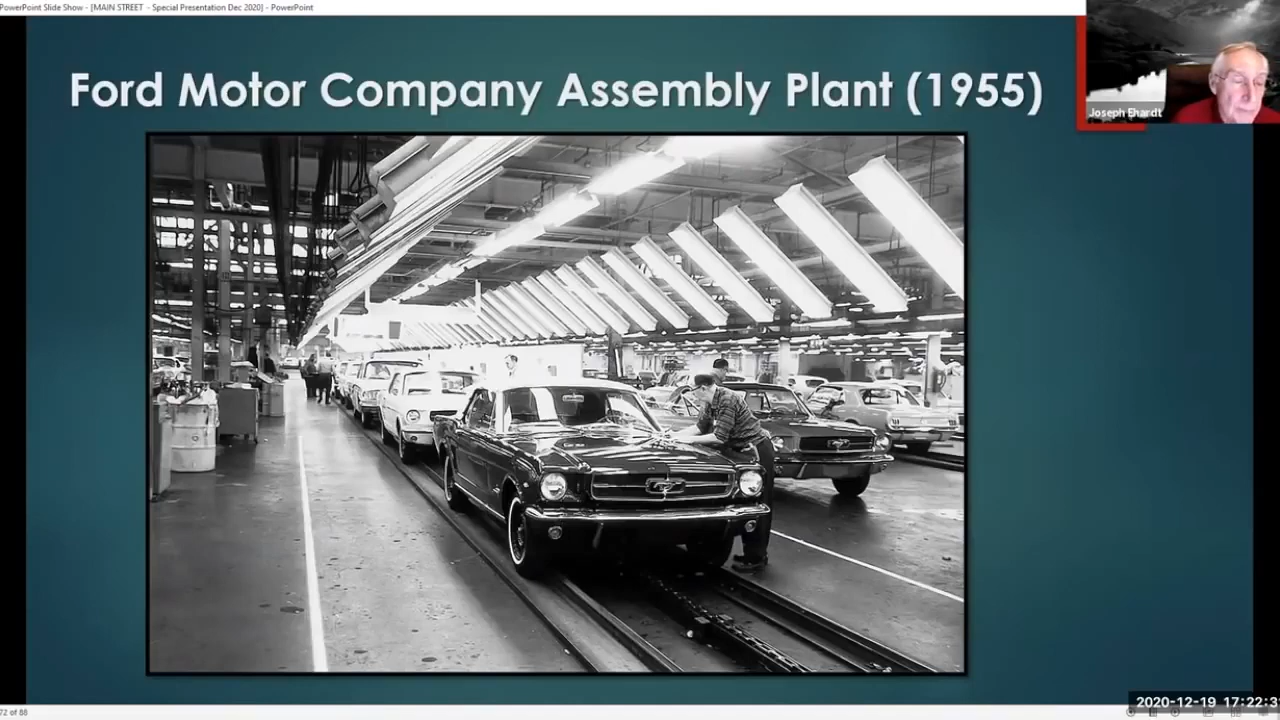 PowerPoint Slide Show - [MAIN STREET - Special Presentation Dec 2020] - PowerPoint
Ford Motor Company Assembly Plant (1955)
Joseph Ehardt
2020-12-19 17:22:3
72 of 88